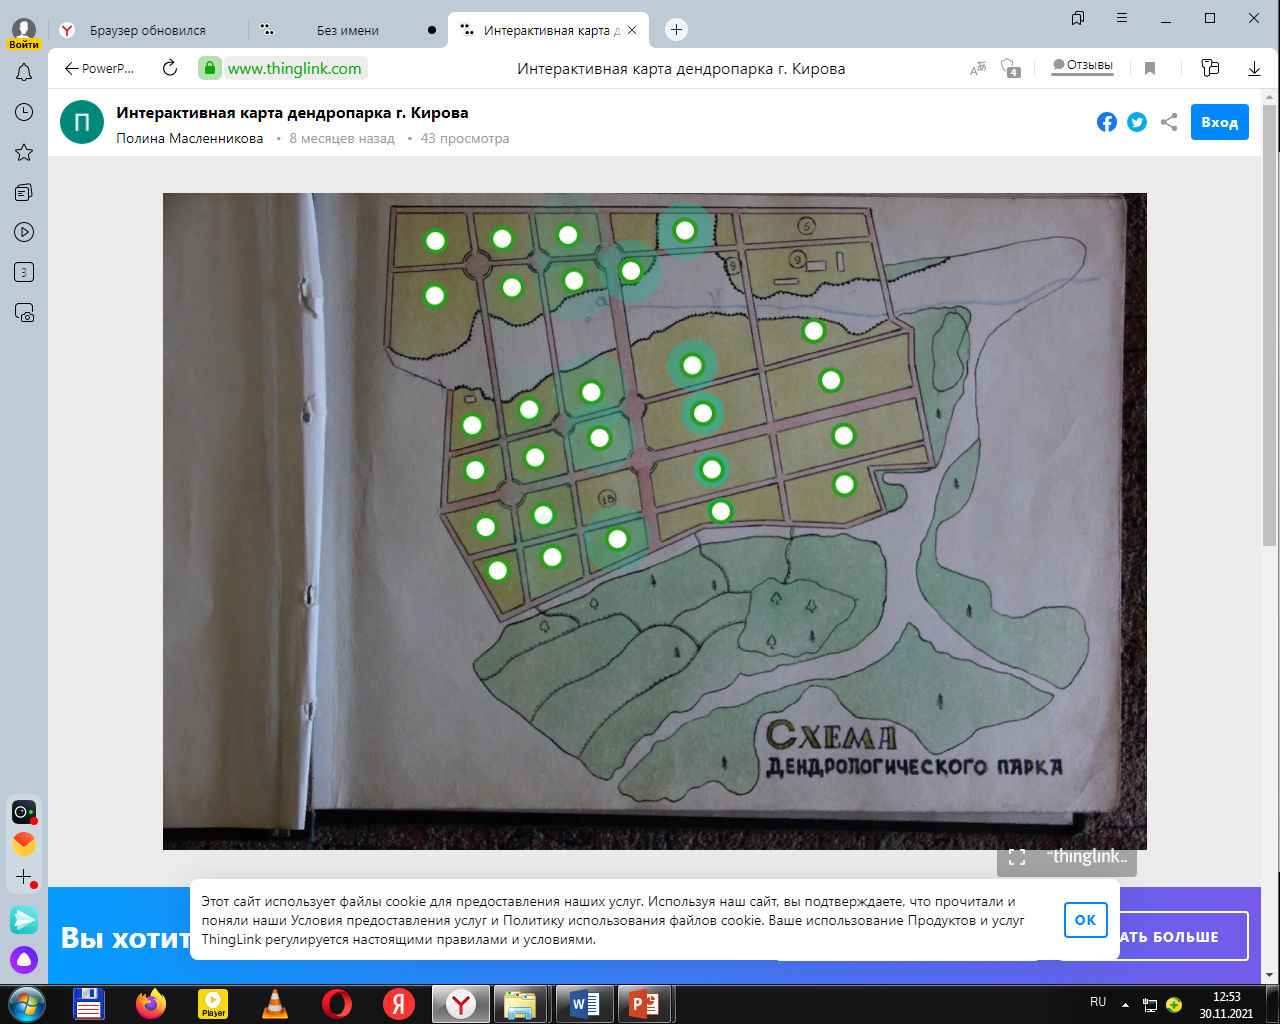 Браузер обновился
Без имени
Интерактивная карта д
Войти
PowerP...
www.thinglink.com
Интерактивная карта дендропарка г. Кирова
4
Отзывы
П
Интерактивная карта дендропарка г. Кирова
Полина Масленникова • 8 месяцев назад • 43 просмотра
Вход
3
5
9
9
18
Схема
дендрологического парка
thinglink..
Вы хотит
АТЬ БОЛЬШЕ
Этот сайт использует файлы cookie для предоставления наших услуг. Используя наш сайт, вы подтверждаете, что прочитали и
поняли наши Условия предоставления услуг и Политику использования файлов cookie. Ваше использование Продуктов и услуг
ThingLink регулируется настоящими правилами и условиями.
ОК
Player
RU
12:53
30.11.2021